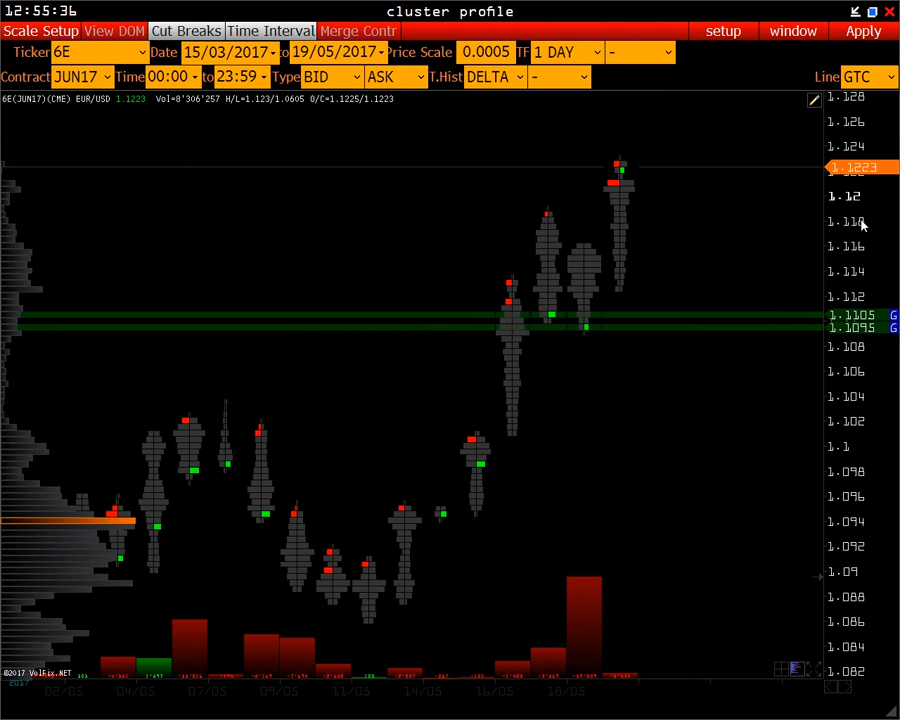 12:55:36 cluster profile
Scale Setup View DOM Cut Breaks Time Interval Merge Contr setup window Apply
Ticker 6E Date 15/03/2017 to 19/05/2017 Price Scale 0.0005 TF 1 DAY -
Contract JUN17 Time 00:00 to 23:59 Type BID ASK T.Hist DELTA - Line GTC
6E(JUN17)(CME) EUR/USD 1.1223 Vol=8'306'257 H/L=1.123/1.0605 O/C=1.1225/1.1223
1.128
1.126
1.124
1.1223
1.12
1.118
1.116
1.114
1.112
1.1105 G
1.1095 G
1.108
1.106
1.104
1.102
1.1
1.098
1.096
1.094
1.092
1.09
1.088
1.086
1.084
1.082
©2017 VolFix.NET
2017 02/05 04/05 07/05 09/05 11/05 14/05 16/05 18/05